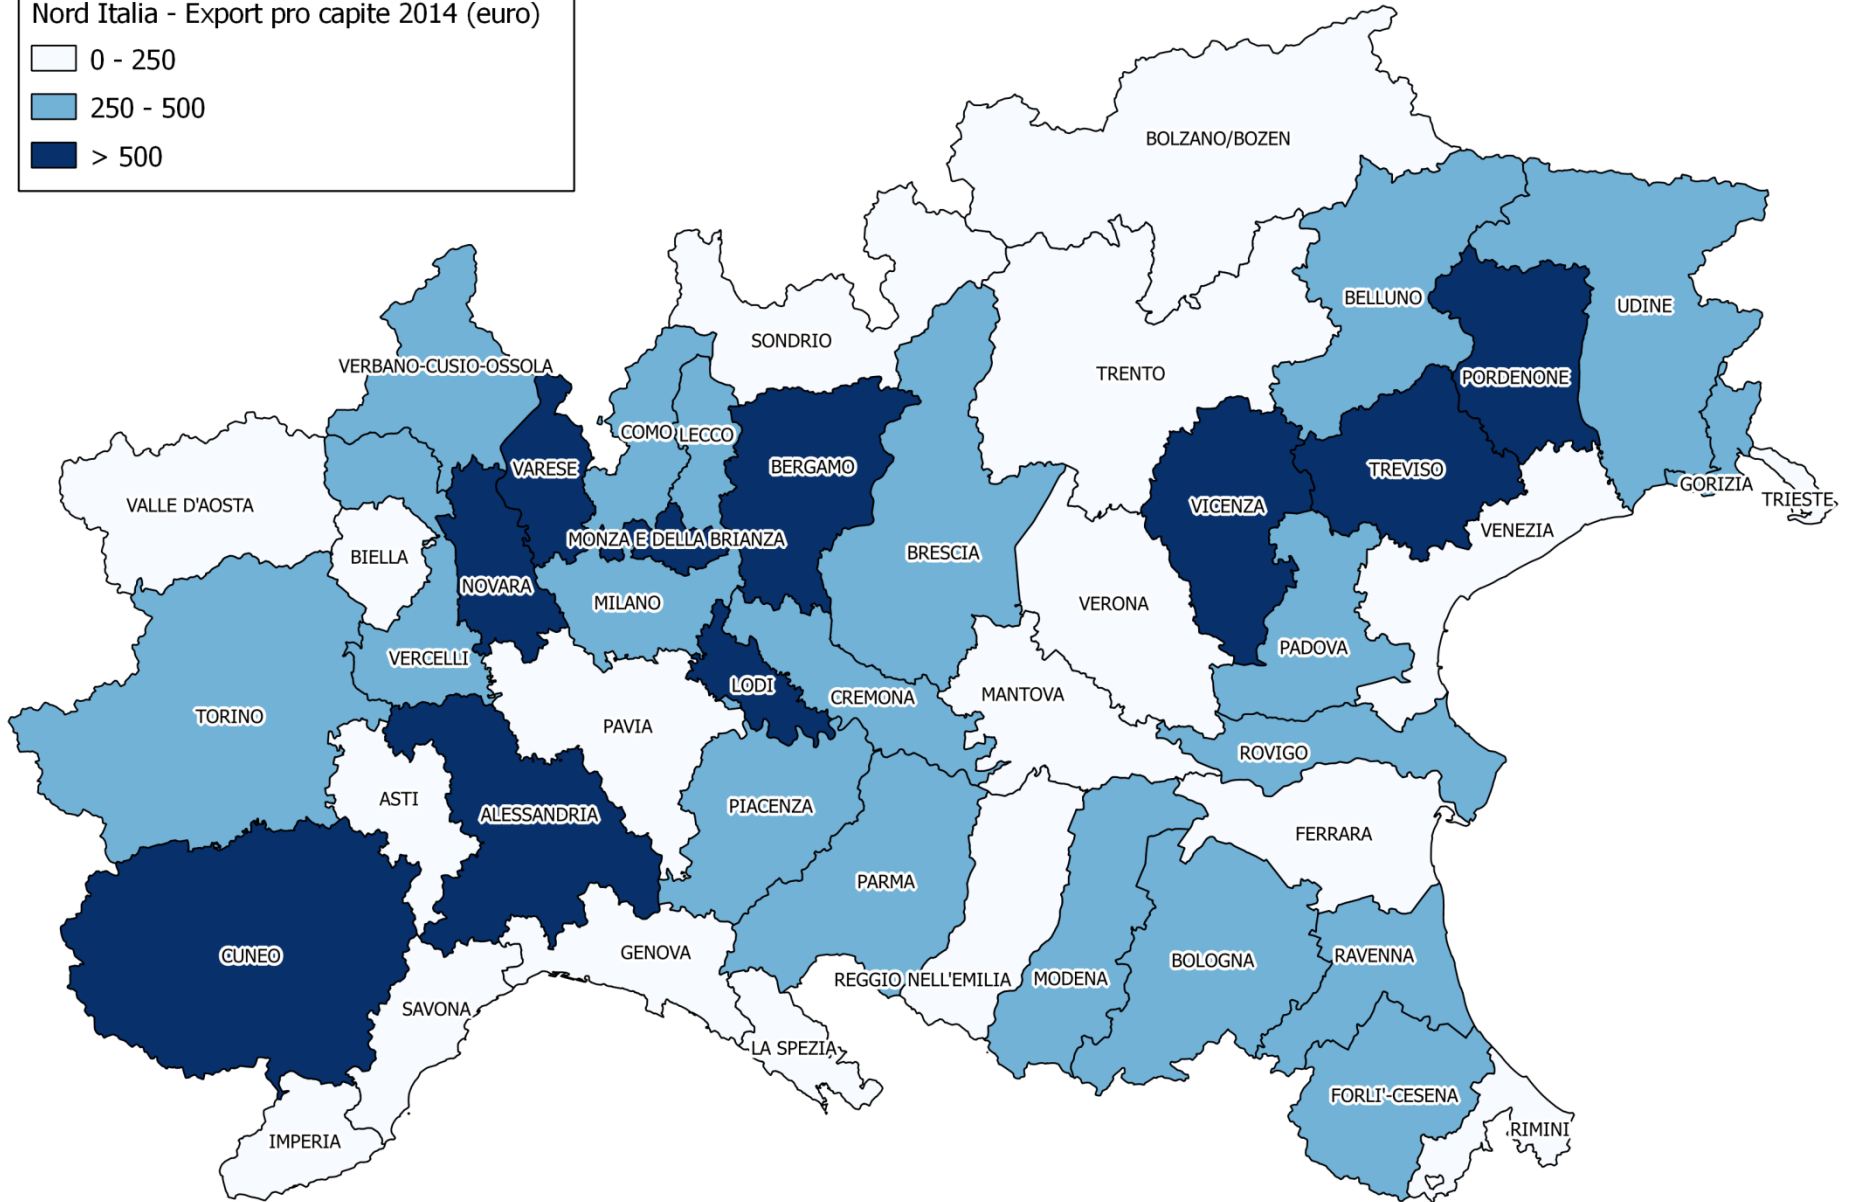 Nord Italia - Export pro capite 2014 (euro)
0 - 250
250 - 500
> 500
BOLZANO/BOZEN
BELLUNO
UDINE
SONDRIO
VERBANO-CUSIO-OSSOLA
TRENTO
PORDENONE
COMO
LECCO
VARESE
BERGAMO
TREVISO
VALLE D'AOSTA
VICENZA
GORIZIA
TRIESTE
VENEZIA
MONZA E DELLA BRIANZA
BIELLA
BRESCIA
NOVARA
MILANO
VERONA
PADOVA
VERCELLI
LODI
CREMONA
MANTOVA
TORINO
PAVIA
ROVIGO
ASTI
ALESSANDRIA
PIACENZA
FERRARA
PARMA
CUNEO
GENOVA
BOLOGNA
RAVENNA
REGGIO NELL'EMILIA
MODENA
SAVONA
LA SPEZIA
FORLI'-CESENA
IMPERIA
RIMINI